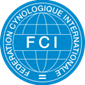 FEDERATION CYNOLOGIQUE INTERNATIONALE
FCI